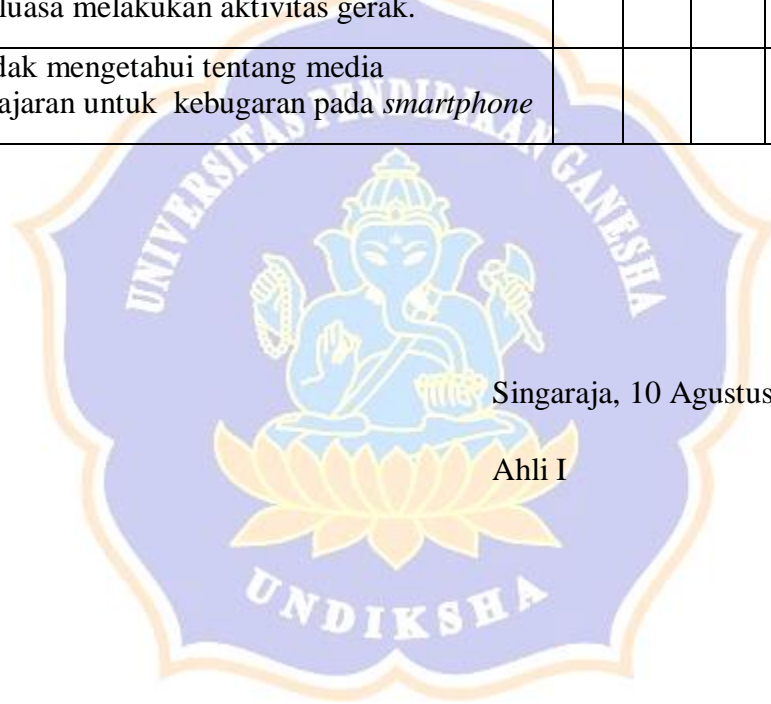 luasa melakukan aktivitas gerak.
dak mengetahui tentang media
ajaran untuk kebugaran pada smartphone
UNIVERSITAS PENDIDIKAN GANESHA
Singaraja, 10 Agustus
Ahli I
UNDIKSHA